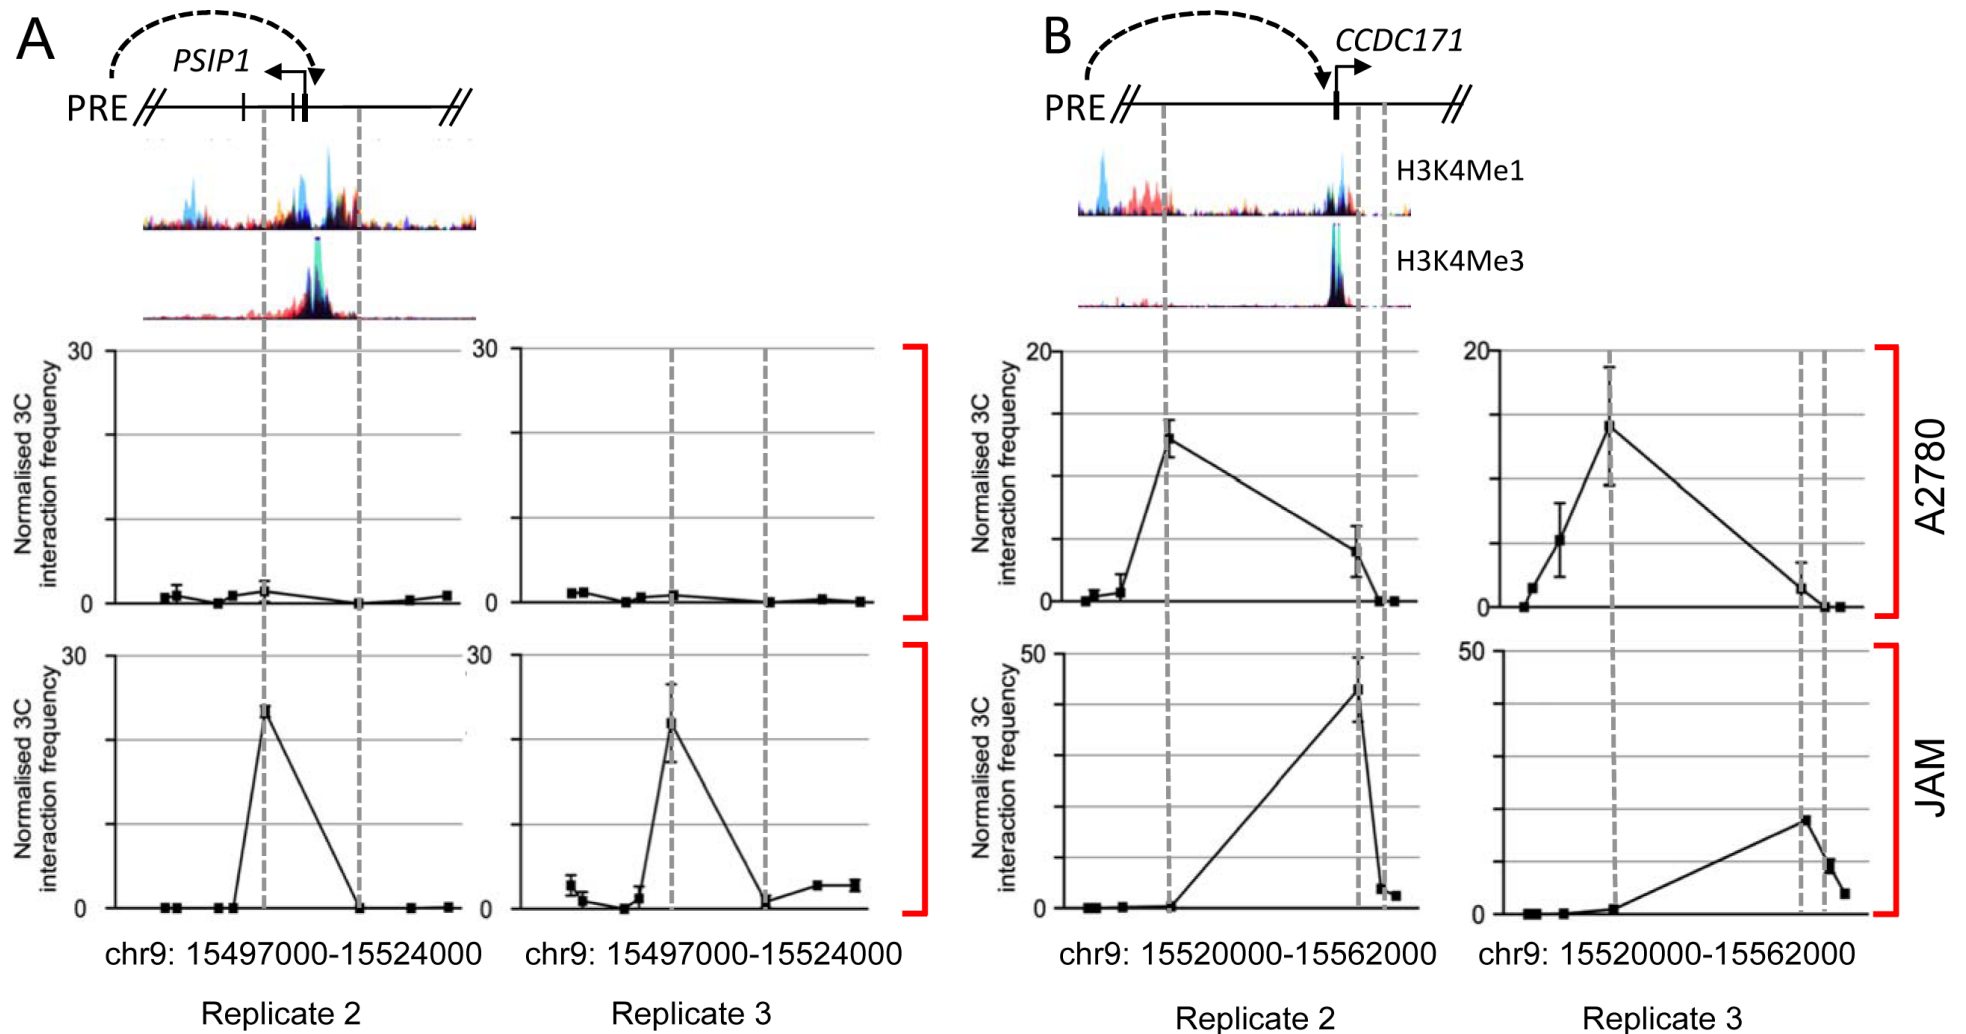 A
PSIP1
PRE
B
CCDC171
PRE
H3K4Me1
H3K4Me3
30
0
Normalised 3C
interaction frequency
30
0
20
0
Normalised 3C
interaction frequency
20
0
A2780
30
0
Normalised 3C
interaction frequency
30
0
50
0
Normalised 3C
interaction frequency
50
0
JAM
chr9: 15497000-15524000
chr9: 15497000-15524000
chr9: 15520000-15562000
chr9: 15520000-15562000
Replicate 2
Replicate 3
Replicate 2
Replicate 3